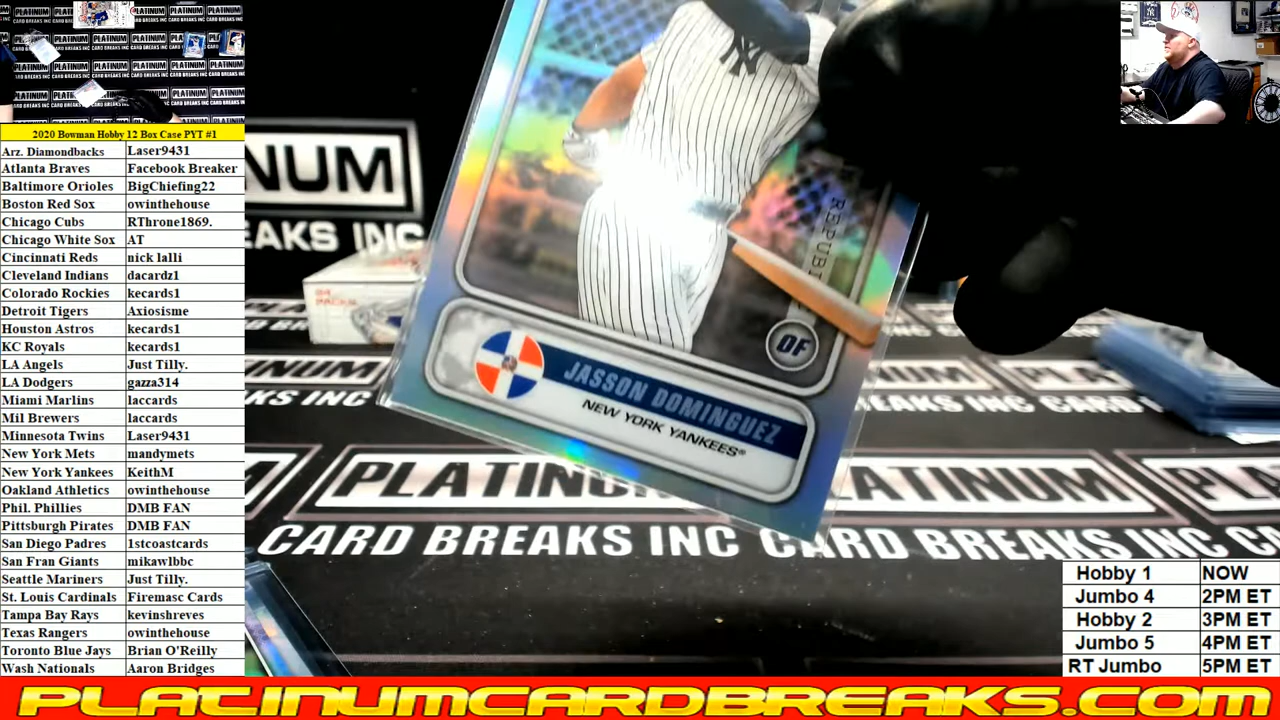 PLATINUM
CARD BREAKS INC
2020 Bowman Hobby 12 Box Case PYT #1
Arz. Diamondbacks Laser9431
Atlanta Braves Facebook Breaker
Baltimore Orioles BigChiefing22
Boston Red Sox owinthehouse
Chicago Cubs RThrone1869.
Chicago White Sox AT
Cincinnati Reds nick lalli
Cleveland Indians dacardz1
Colorado Rockies kecards1
Detroit Tigers Axiosisme
Houston Astros kecards1
KC Royals kecards1
LA Angels Just Tilly.
LA Dodgers gazza314
Miami Marlins laccards
Mil Brewers laccards
Minnesota Twins Laser9431
New York Mets mandymets
New York Yankees KeithM
Oakland Athletics owinthehouse
Phil. Phillies DMB FAN
Pittsburgh Pirates DMB FAN
San Diego Padres 1stcoastcards
San Fran Giants mikawlbbc
Seattle Mariners Just Tilly.
St. Louis Cardinals Firemasc Cards
Tampa Bay Rays kevinshreves
Texas Rangers owinthehouse
Toronto Blue Jays Brian O'Reilly
Wash Nationals Aaron Bridges
NY
OF
JASSON DOMINGUEZ
NEW YORK YANKEES®
PLATINUM
CARD BREAKS INC CARD BREAKS INC
Hobby 1 NOW
Jumbo 4 2PM ET
Hobby 2 3PM ET
Jumbo 5 4PM ET
RT Jumbo 5PM ET
PLATINUMCARDBREAKS.COM